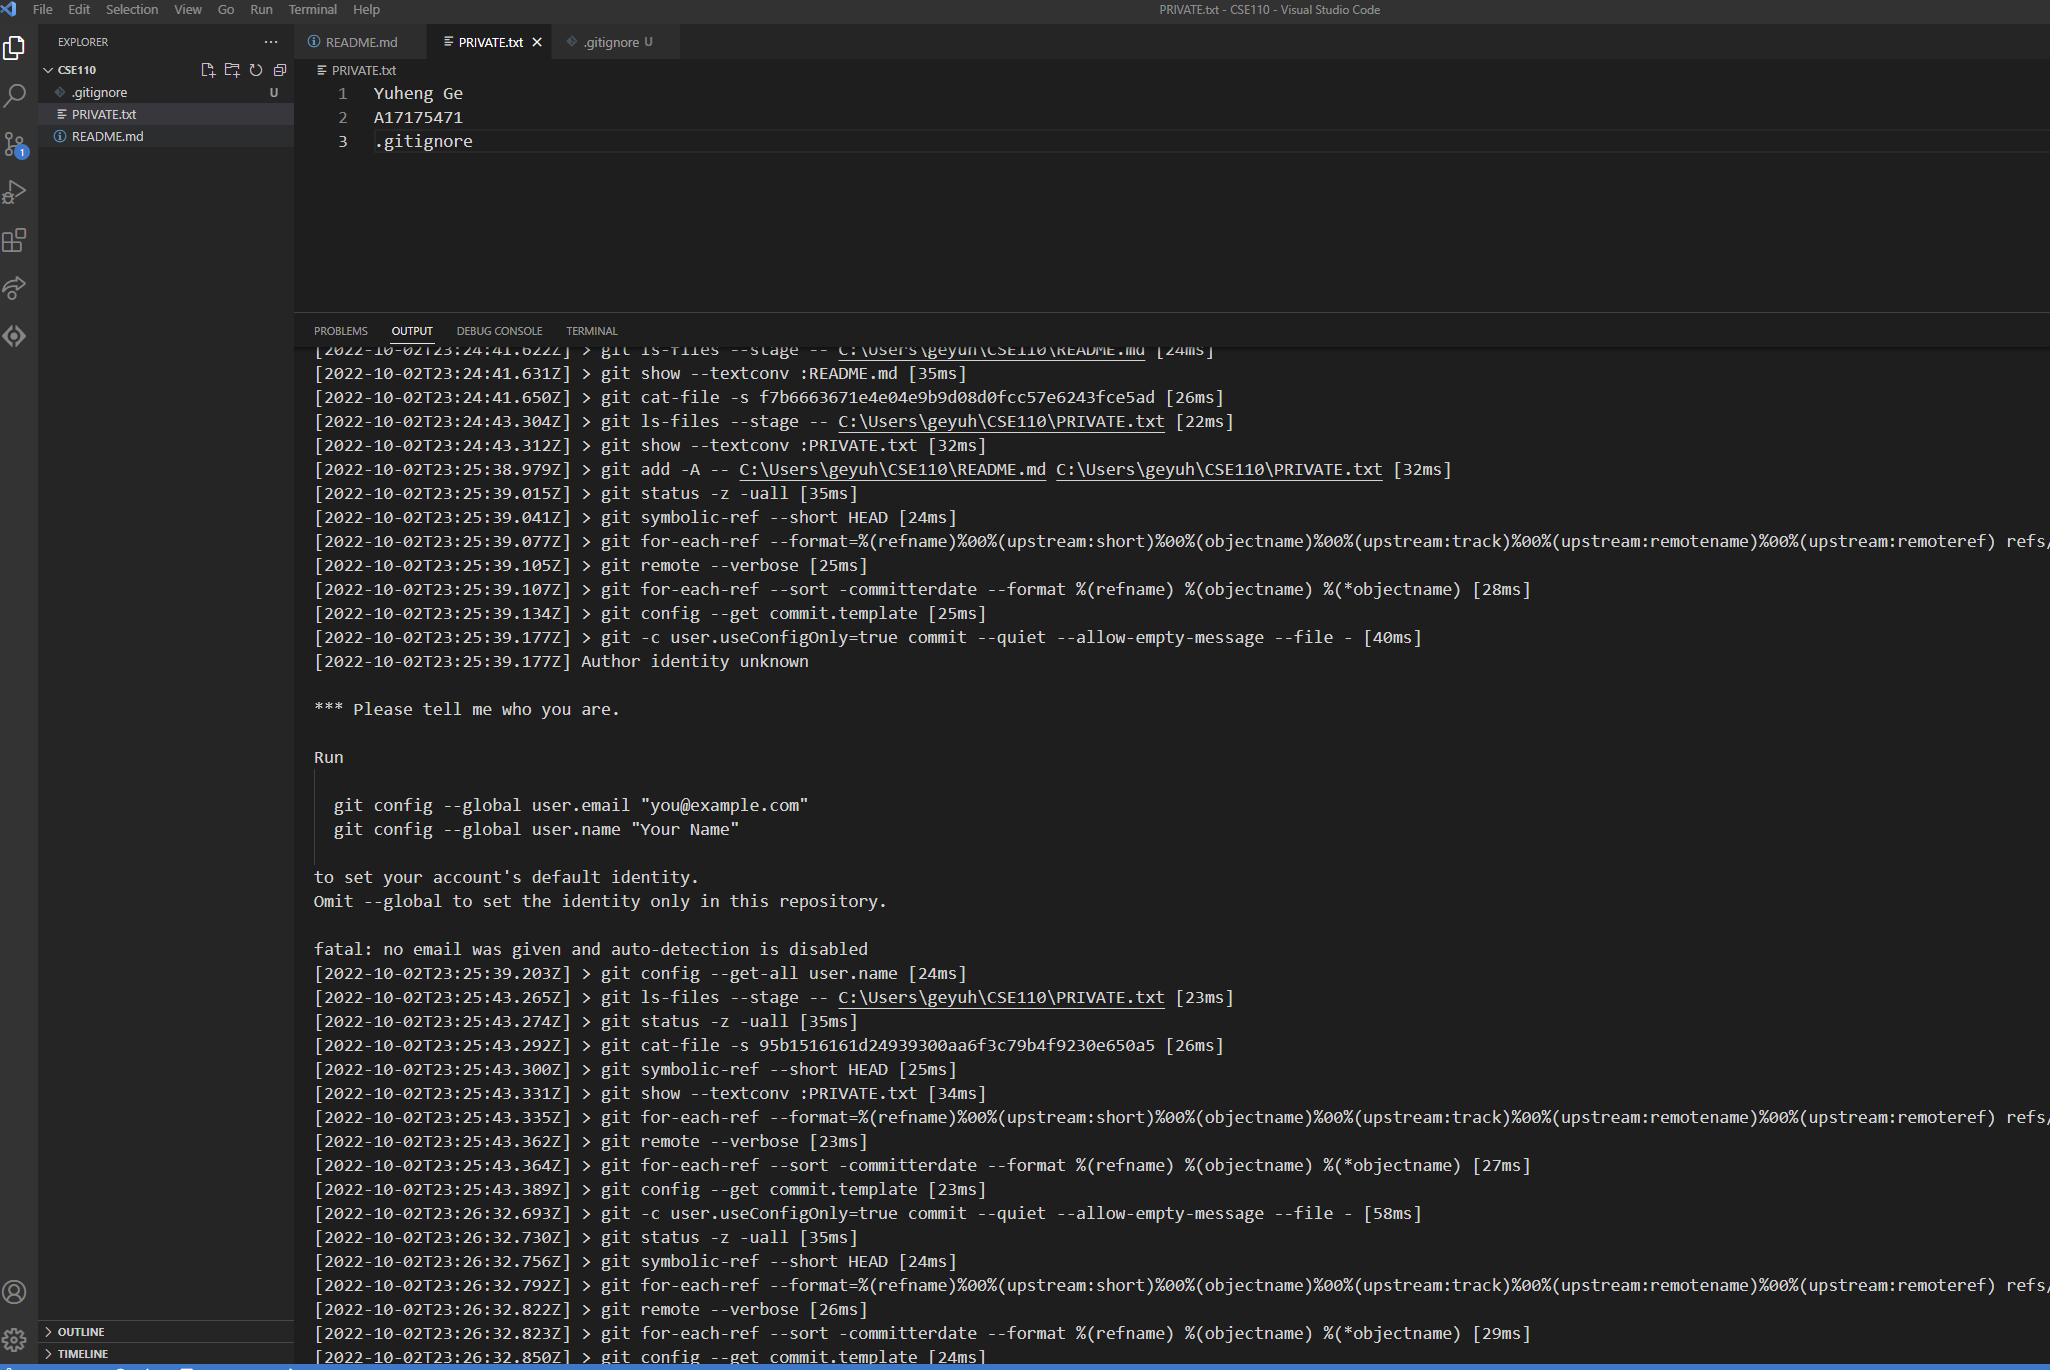 File Edit Selection View Go Run Terminal Help
PRIVATE.txt - CSE110 - Visual Studio Code
EXPLORER
README.md
PRIVATE.txt
.gitignore U
CSE110
.gitignore U
PRIVATE.txt
README.md
1
PRIVATE.txt
1 Yuheng Ge
2 A17175471
3 .gitignore
PROBLEMS OUTPUT DEBUG CONSOLE TERMINAL
[2022-10-02T23:24:41.622Z] > git ls-files --stage -- C:\Users\geyuh\CSE110\README.md [24ms]
[2022-10-02T23:24:41.631Z] > git show --textconv :README.md [35ms]
[2022-10-02T23:24:41.650Z] > git cat-file -s f7b6663671e4e04e9b9d08d0fcc57e6243fce5ad [26ms]
[2022-10-02T23:24:43.304Z] > git ls-files --stage -- C:\Users\geyuh\CSE110\PRIVATE.txt [22ms]
[2022-10-02T23:24:43.312Z] > git show --textconv :PRIVATE.txt [32ms]
[2022-10-02T23:25:38.979Z] > git add -A -- C:\Users\geyuh\CSE110\README.md C:\Users\geyuh\CSE110\PRIVATE.txt [32ms]
[2022-10-02T23:25:39.015Z] > git status -z -uall [35ms]
[2022-10-02T23:25:39.041Z] > git symbolic-ref --short HEAD [24ms]
[2022-10-02T23:25:39.077Z] > git for-each-ref --format=%(refname)%00%(upstream:short)%00%(objectname)%00%(upstream:track)%00%(upstream:remotename)%00%(upstream:remoteref) refs/
[2022-10-02T23:25:39.105Z] > git remote --verbose [25ms]
[2022-10-02T23:25:39.107Z] > git for-each-ref --sort -committerdate --format %(refname) %(objectname) %(*objectname) [28ms]
[2022-10-02T23:25:39.134Z] > git config --get commit.template [25ms]
[2022-10-02T23:25:39.177Z] > git -c user.useConfigOnly=true commit --quiet --allow-empty-message --file - [40ms]
[2022-10-02T23:25:39.177Z] Author identity unknown
*** Please tell me who you are.
Run
git config --global user.email "you@example.com"
git config --global user.name "Your Name"
to set your account's default identity.
Omit --global to set the identity only in this repository.
fatal: no email was given and auto-detection is disabled
[2022-10-02T23:25:39.203Z] > git config --get-all user.name [24ms]
[2022-10-02T23:25:43.265Z] > git ls-files --stage -- C:\Users\geyuh\CSE110\PRIVATE.txt [23ms]
[2022-10-02T23:25:43.274Z] > git status -z -uall [35ms]
[2022-10-02T23:25:43.292Z] > git cat-file -s 95b1516161d24939300aa6f3c79b4f9230e650a5 [26ms]
[2022-10-02T23:25:43.300Z] > git symbolic-ref --short HEAD [25ms]
[2022-10-02T23:25:43.331Z] > git show --textconv :PRIVATE.txt [34ms]
[2022-10-02T23:25:43.335Z] > git for-each-ref --format=%(refname)%00%(upstream:short)%00%(objectname)%00%(upstream:track)%00%(upstream:remotename)%00%(upstream:remoteref) refs/
[2022-10-02T23:25:43.362Z] > git remote --verbose [23ms]
[2022-10-02T23:25:43.364Z] > git for-each-ref --sort -committerdate --format %(refname) %(objectname) %(*objectname) [27ms]
[2022-10-02T23:25:43.389Z] > git config --get commit.template [23ms]
[2022-10-02T23:26:32.693Z] > git -c user.useConfigOnly=true commit --quiet --allow-empty-message --file - [58ms]
[2022-10-02T23:26:32.730Z] > git status -z -uall [35ms]
[2022-10-02T23:26:32.756Z] > git symbolic-ref --short HEAD [24ms]
[2022-10-02T23:26:32.792Z] > git for-each-ref --format=%(refname)%00%(upstream:short)%00%(objectname)%00%(upstream:track)%00%(upstream:remotename)%00%(upstream:remoteref) refs/
[2022-10-02T23:26:32.822Z] > git remote --verbose [26ms]
[2022-10-02T23:26:32.823Z] > git for-each-ref --sort -committerdate --format %(refname) %(objectname) %(*objectname) [29ms]
[2022-10-02T23:26:32.850Z] > git config --get commit.template [24ms]
OUTLINE
TIMELINE